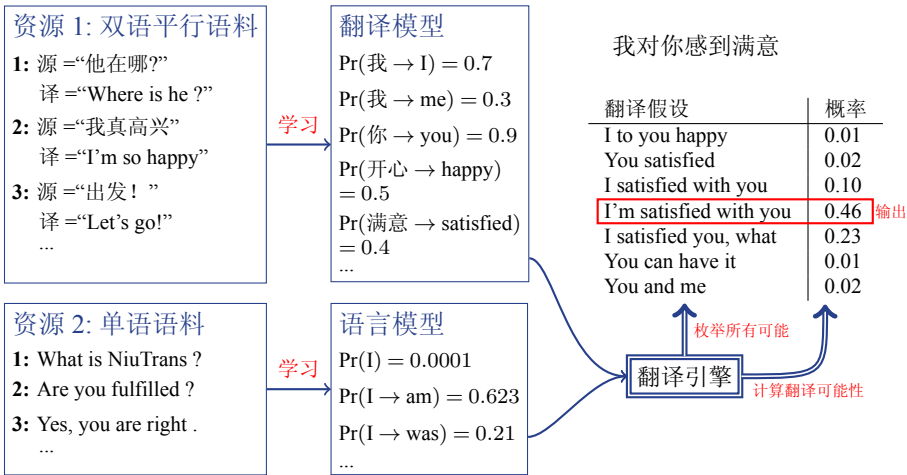 资源 1: 双语平行语料
1: 源 =“他在哪?”
译 =“Where is he ?”
2: 源 =“我真高兴”
译 =“I’m so happy”
3: 源 =“出发！”
译 =“Let’s go!”
...
学习
翻译模型
Pr(我 → I) = 0.7
Pr(我 → me) = 0.3
Pr(你 → you) = 0.9
Pr(开心 → happy)
= 0.5
Pr(满意 → satisfied)
= 0.4
...
资源 2: 单语语料
1: What is NiuTrans ?
2: Are you fulfilled ?
3: Yes, you are right .
...
学习
语言模型
Pr(I) = 0.0001
Pr(I → am) = 0.623
Pr(I → was) = 0.21
...
我对你感到满意
翻译假设 概率
I to you happy 0.01
You satisfied 0.02
I satisfied with you 0.10
I’m satisfied with you 0.46 输出
I satisfied you, what 0.23
You can have it 0.01
You and me 0.02
枚举所有可能
翻译引擎
计算翻译可能性